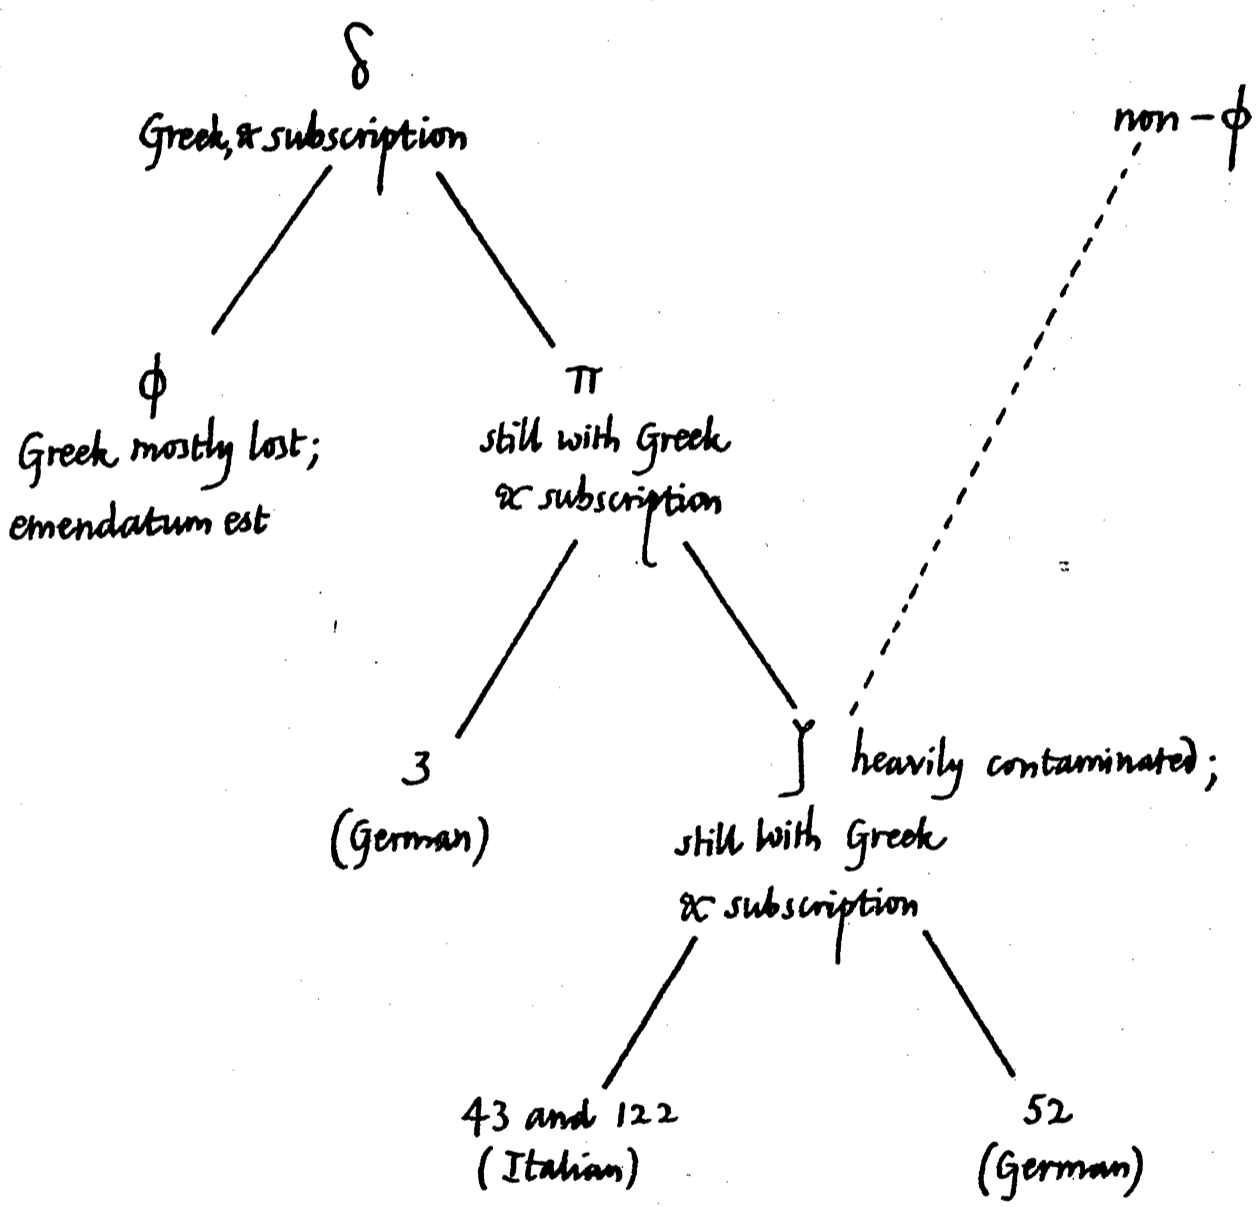 δ
Greek, & subscription
non-ϕ
ϕ
Greek mostly lost;
emendatum est
π
still with Greek
& subscription
3
(German)
γ heavily contaminated;
still with Greek
& subscription
43 and 122
(Italian)
52
(German)